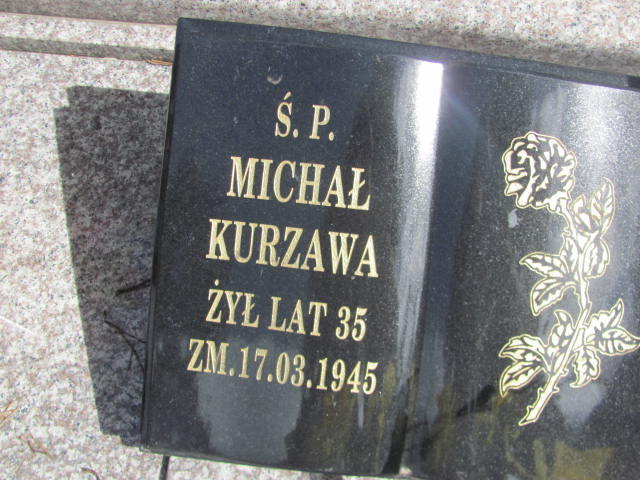 Ś. P.
MICHAŁ
KURZAWA
ŻYŁ LAT 35
ZM.17.03.1945